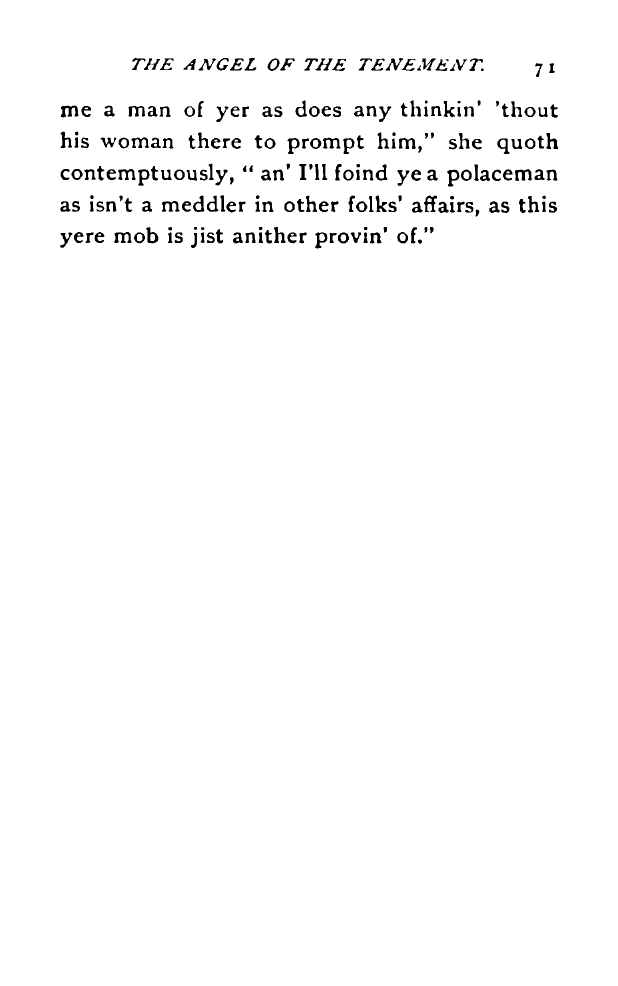 THE ANGEL OF THE TENEMENT. 71
me a man of yer as does any thinkin' 'thout
his woman there to prompt him," she quoth
contemptuously, " an' I'll foind ye a polaceman
as isn't a meddler in other folks' affairs, as this
yere mob is jist anither provin' of."